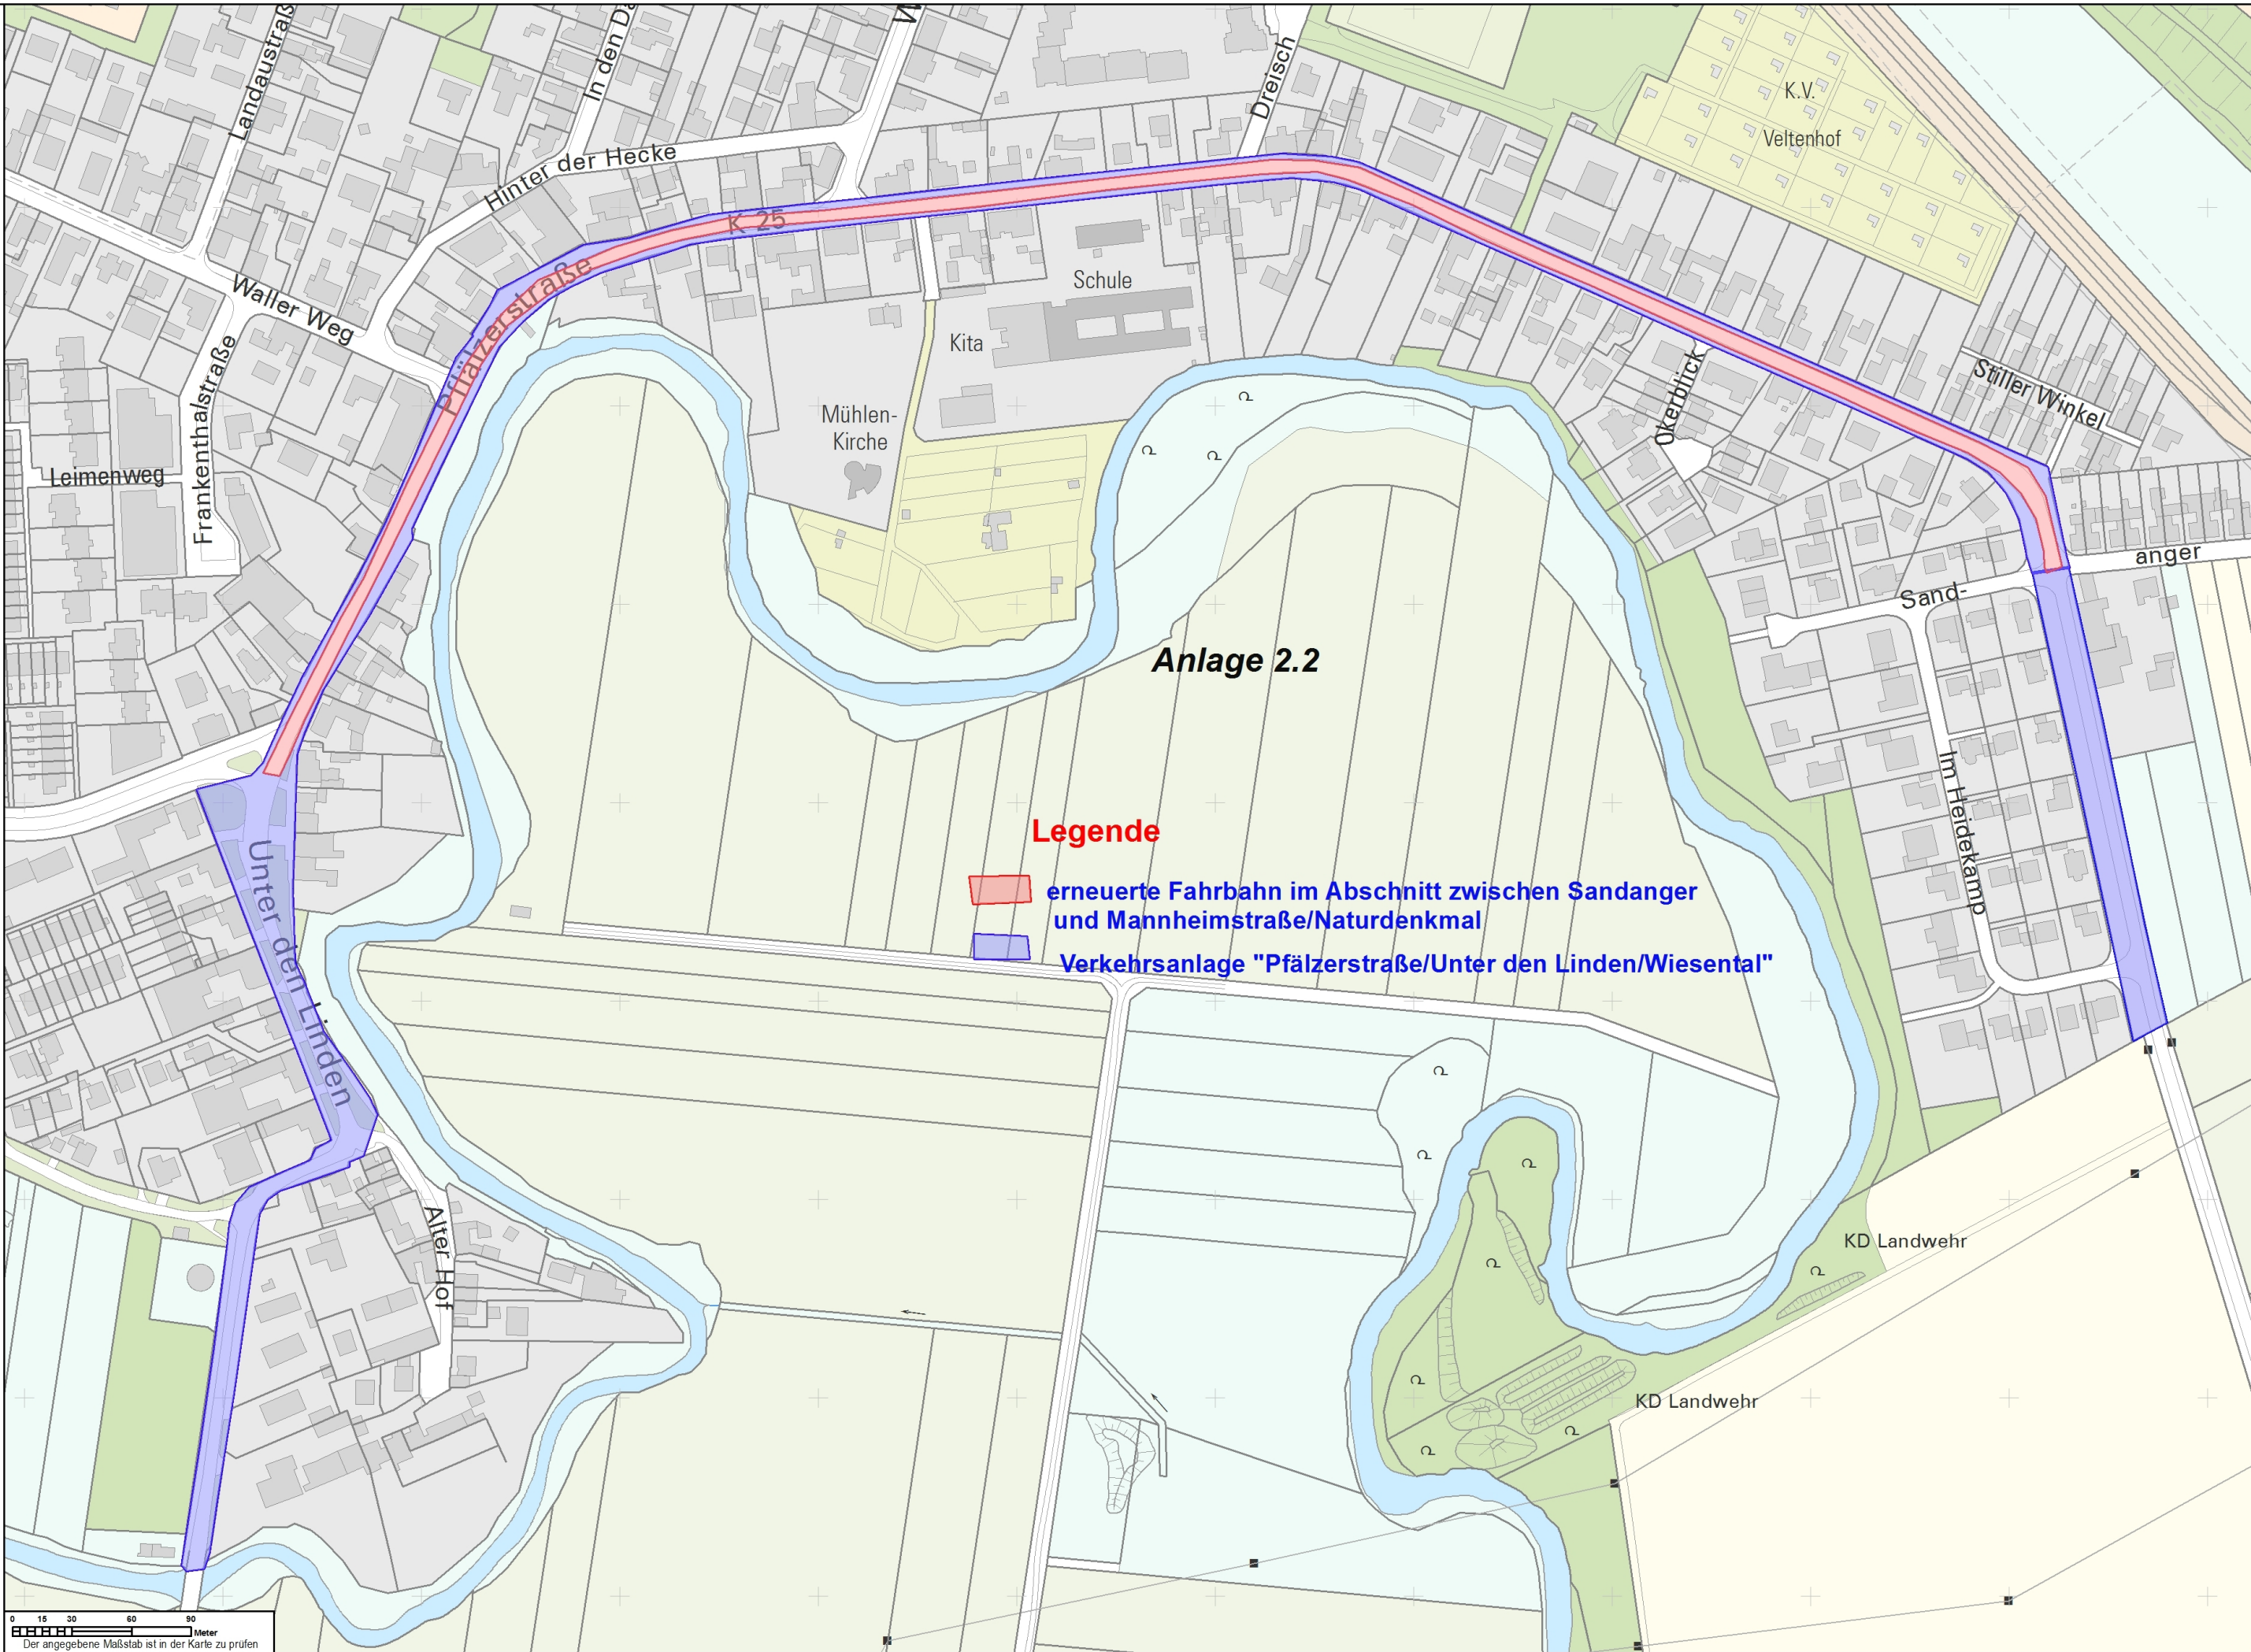 Landaustraß
In den Da
W
Dreisch
K.V.
Veltenhof
Hinter der Hecke
K 25
Pfälzerstraße
Schule
Waller Weg
Kita
Frankenthalstraße
Leimenweg
Mühlen-
Kirche
Okerblick
Stiller Winkel
anger
Sand-
Anlage 2.2
Im Heidekamp
Legende
erneuerte Fahrbahn im Abschnitt zwischen Sandanger
und Mannheimstraße/Naturdenkmal
Verkehrsanlage "Pfälzerstraße/Unter den Linden/Wiesental"
Unter den Linden
Alter Hof
KD Landwehr
KD Landwehr
0 15 30 60 90
Meter
Der angegebene Maßstab ist in der Karte zu prüfen